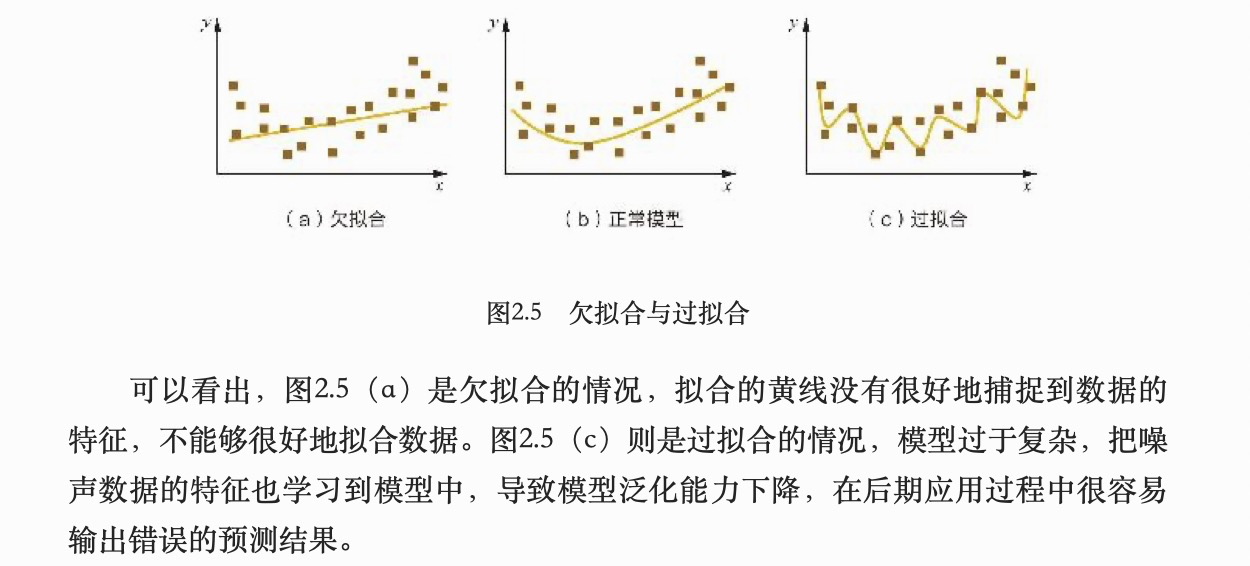 y y y
x x x
（a）欠拟合 （b）正常模型 （c）过拟合
图2.5 欠拟合与过拟合
可以看出，图2.5（a）是欠拟合的情况，拟合的黄线没有很好地捕捉到数据的
特征，不能够很好地拟合数据。图2.5（c）则是过拟合的情况，模型过于复杂，把噪
声数据的特征也学习到模型中，导致模型泛化能力下降，在后期应用过程中很容易
输出错误的预测结果。